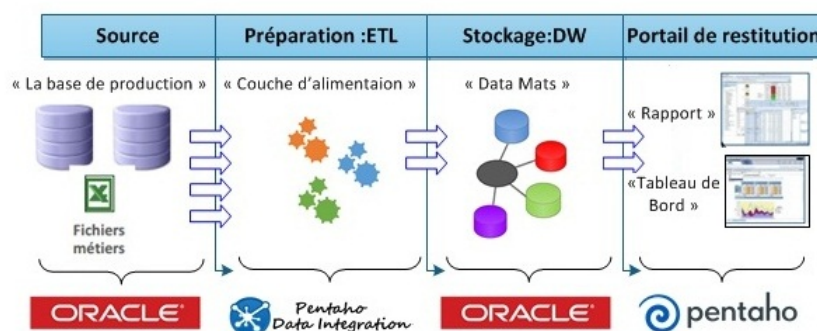 Source
Préparation :ETL
Stockage:DW
Portail de restitution
« La base de production »
« Couche d’alimentaion »
« Data Mats »
« Rapport »
«Tableau de
Bord »
Fichiers
métiers
ORACLE
Pentaho
Data Integration
ORACLE
pentaho